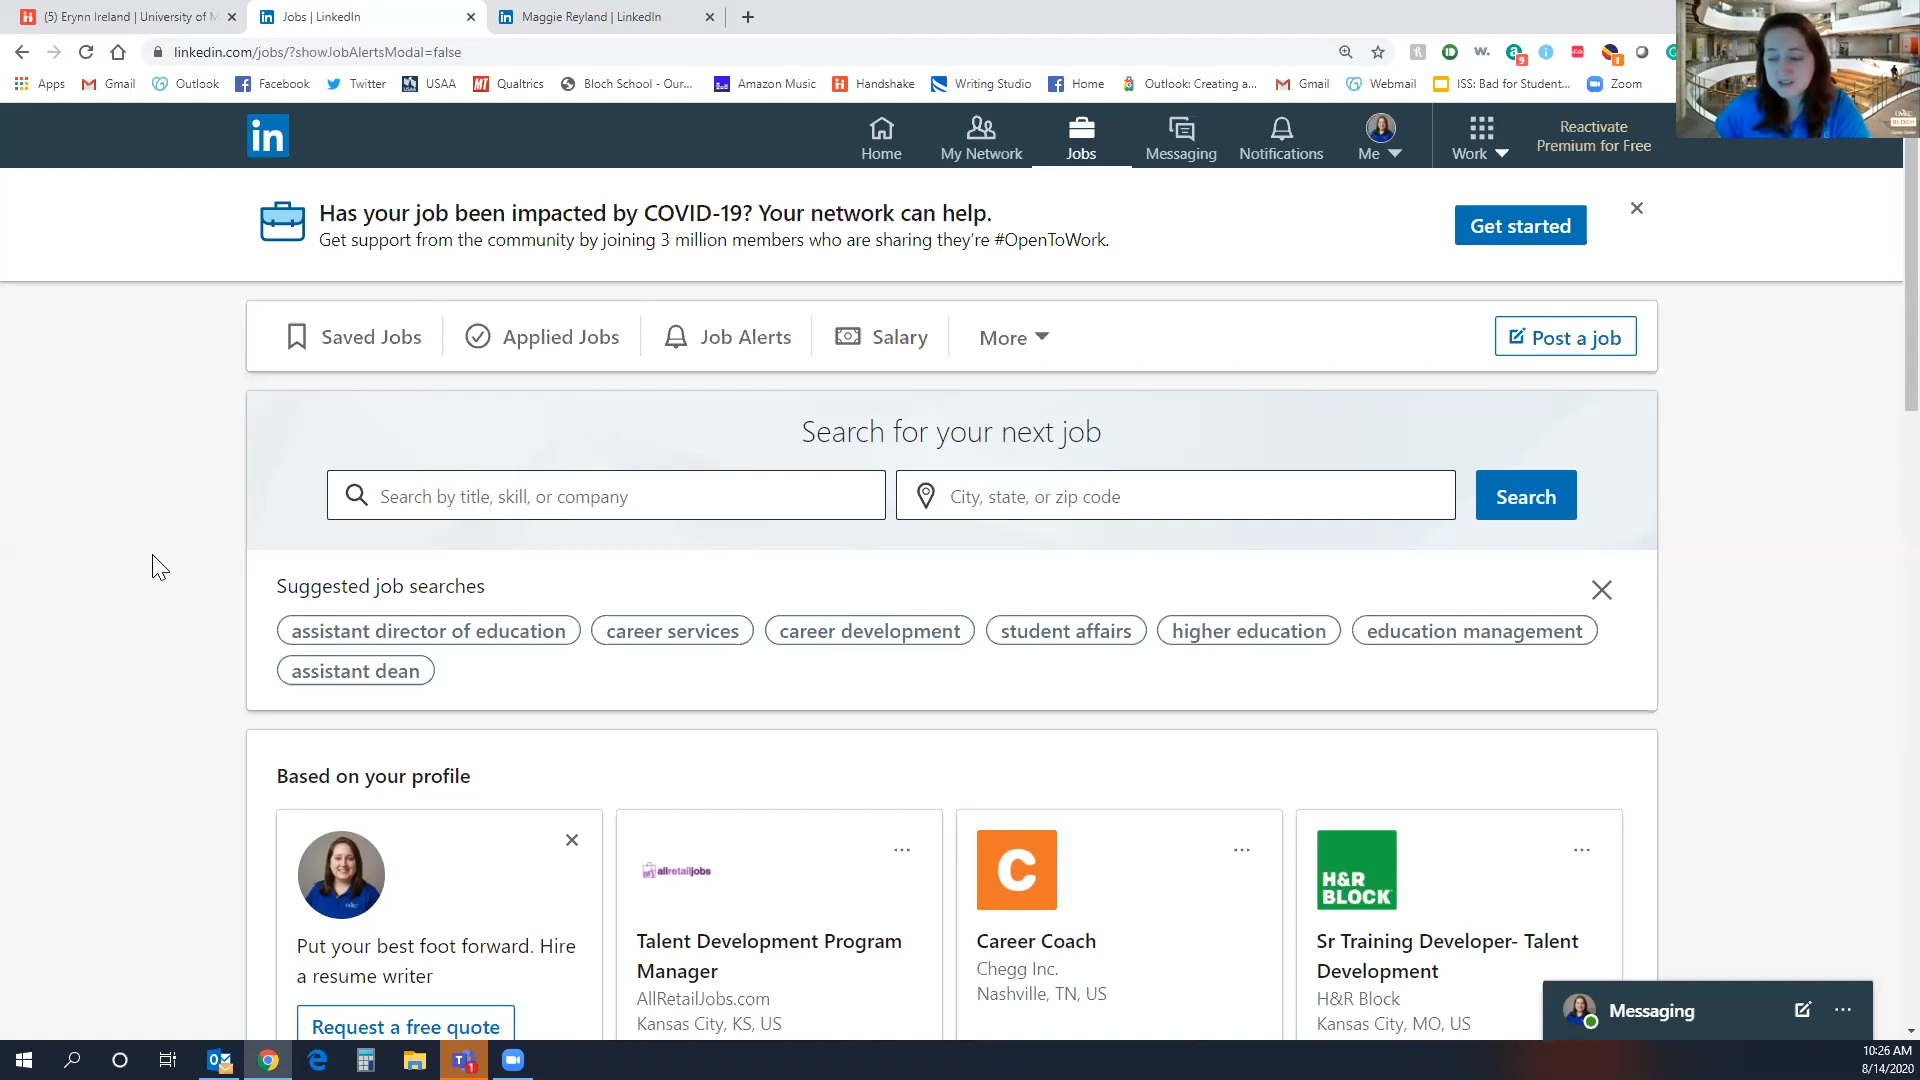 (5) Erynn Ireland | University of M
Jobs | LinkedIn
Maggie Reyland | LinkedIn
linkedin.com/jobs/?showJobAlertsModal=false
Apps
Gmail
Outlook
Facebook
Twitter
USAA
Qualtrics
Bloch School - Our...
Amazon Music
Handshake
Writing Studio
Home
Outlook: Creating a...
Gmail
Webmail
ISS: Bad for Student...
Zoom
in
Home
My Network
Jobs
Messaging
Notifications
Me
Work
Reactivate
Premium for Free
Has your job been impacted by COVID-19? Your network can help.
Get support from the community by joining 3 million members who are sharing they're #OpenToWork.
Get started
Saved Jobs
Applied Jobs
Job Alerts
Salary
More
Post a job
Search for your next job
Search by title, skill, or company
City, state, or zip code
Search
Suggested job searches
assistant director of education
career services
career development
student affairs
higher education
education management
assistant dean
Based on your profile
Put your best foot forward. Hire
a resume writer
Request a free quote
allretailjobs
Talent Development Program
Manager
AllRetailJobs.com
Kansas City, KS, US
C
Career Coach
Chegg Inc.
Nashville, TN, US
H&R
BLOCK
Sr Training Developer- Talent
Development
H&R Block
Kansas City, MO, US
Messaging
10:26 AM
8/14/2020